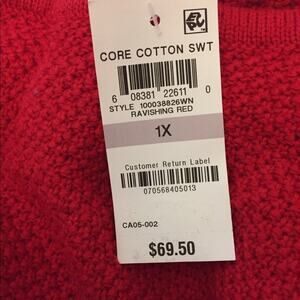 CORE COTTON SWT
6 08381 22611 0
STYLE 100038826WN
RAVISHING RED
1X
Customer Return Label
070568405013
CA05-002
$69.50